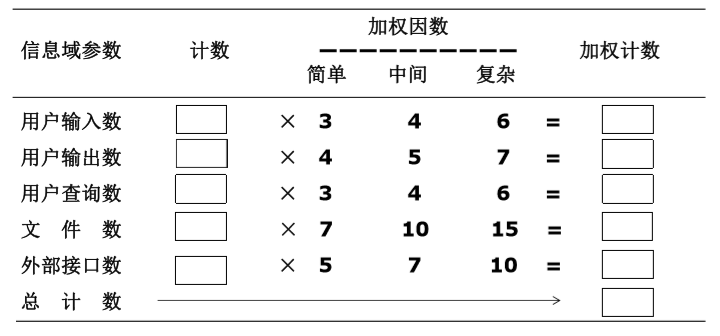 加权因数
信息域参数 计数 加权计数
简单 中间 复杂
用户输入数 × 3 4 6 =
用户输出数 × 4 5 7 =
用户查询数 × 3 4 6 =
文 件 数 × 7 10 15 =
外部接口数 × 5 7 10 =
总 计 数